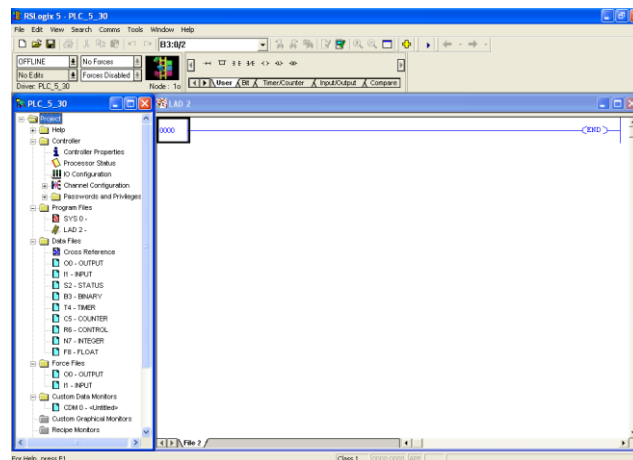 RSLogix 5 - PLC_5_30
File Edit View Search Comms Tools Window Help
B3:0/2
OFFLINE No Forces
No Edits Forces Disabled
Driver: PLC_5_30 Node: 1o
User Bit Timer/Counter Input/Output Compare
PLC_5_30
Project
Help
Controller
Controller Properties
Processor Status
IO Configuration
Channel Configuration
Passwords and Privileges
Program Files
SYS 0 -
LAD 2 -
Data Files
Cross Reference
O0 - OUTPUT
I1 - INPUT
S2 - STATUS
B3 - BINARY
T4 - TIMER
C5 - COUNTER
R6 - CONTROL
N7 - INTEGER
F8 - FLOAT
Force Files
O0 - OUTPUT
I1 - INPUT
Custom Data Monitors
CDM 0 - <Untitled>
Custom Graphical Monitors
Recipe Monitors
LAD 2
0000
END
File 2
For Help, press F1
Class 1 0000:0000 APP